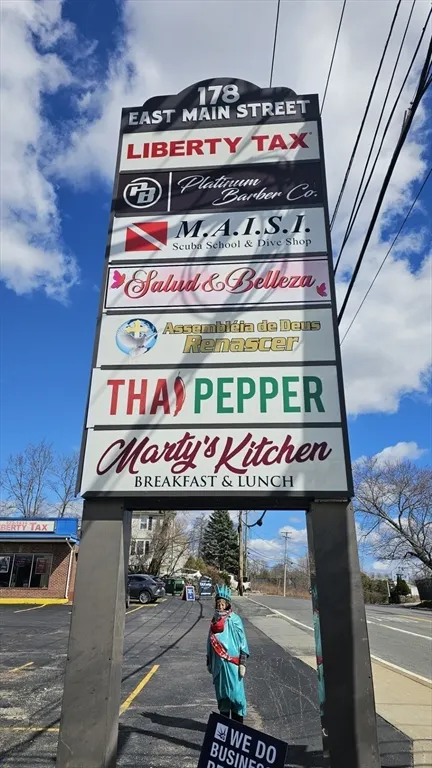 178
EAST MAIN STREET
LIBERTY TAX
PB
Platinum
Barber Co.
M.A.I.S.I.
Scuba School & Dive Shop
Salud & Belleza
Assembléia de Deus
Renascer
THAI PEPPER
Marty's Kitchen
BREAKFAST & LUNCH
LIBERTY TAX
WE DO
BUSINESS